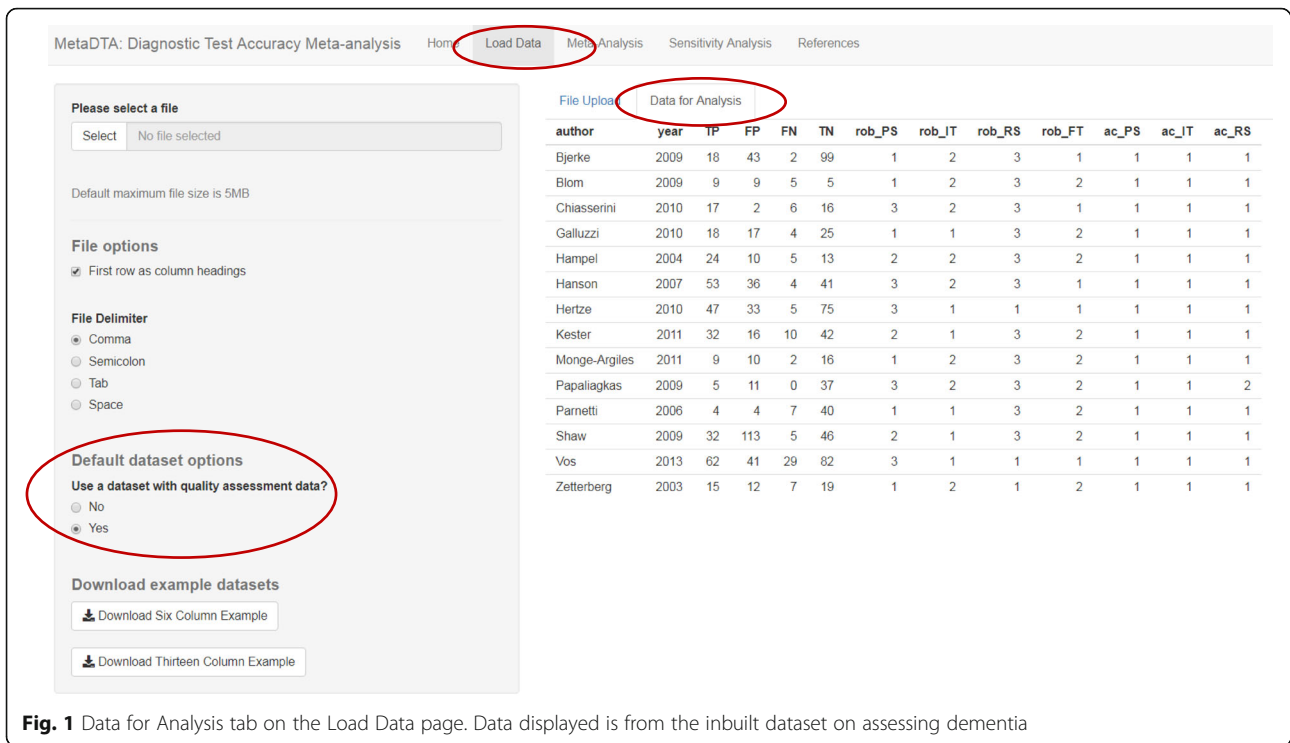 MetaDTA: Diagnostic Test Accuracy Meta-analysis Home Load Data Meta-Analysis Sensitivity Analysis References
Please select a file
Select No file selected
Default maximum file size is 5MB
File options
First row as column headings
File Delimiter
Comma
Semicolon
Tab
Space
Default dataset options
Use a dataset with quality assessment data?
No
Yes
Download example datasets
Download Six Column Example
Download Thirteen Column Example
File Upload Data for Analysis
author year TP FP FN TN rob_PS rob_IT rob_RS rob_FT ac_PS ac_IT ac_RS
Bjerke 2009 18 43 2 99 1 2 3 1 1 1 1
Blom 2009 9 9 5 5 1 2 3 2 1 1 1
Chiasserini 2010 17 2 6 16 3 2 3 1 1 1 1
Galluzzi 2010 18 17 4 25 1 1 3 2 1 1 1
Hampel 2004 24 10 5 13 2 2 3 2 1 1 1
Hanson 2007 53 36 4 41 3 2 3 1 1 1 1
Hertze 2010 47 33 5 75 3 1 1 1 1 1 1
Kester 2011 32 16 10 42 2 1 3 2 1 1 1
Monge-Argiles 2011 9 10 2 16 1 2 3 2 1 1 1
Papaliagkas 2009 5 11 0 37 3 2 3 2 1 1 2
Parnetti 2006 4 4 7 40 1 1 3 2 1 1 1
Shaw 2009 32 113 5 46 2 1 3 2 1 1 1
Vos 2013 62 41 29 82 3 1 1 1 1 1 1
Zetterberg 2003 15 12 7 19 1 2 1 2 1 1 1
Fig. 1 Data for Analysis tab on the Load Data page. Data displayed is from the inbuilt dataset on assessing dementia